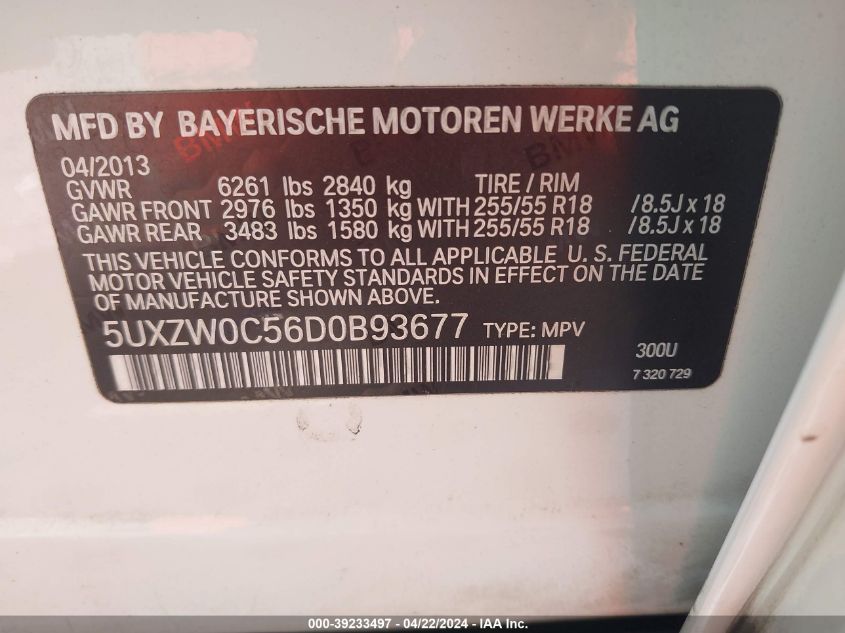 MFD BY BAYERISCHE MOTOREN WERKE AG
04/2013
GVWR 6261 lbs 2840 kg TIRE / RIM
GAWR FRONT 2976 lbs 1350 kg WITH 255/55 R18 /8.5J x 18
GAWR REAR 3483 lbs 1580 kg WITH 255/55 R18 /8.5J x 18
THIS VEHICLE CONFORMS TO ALL APPLICABLE U. S. FEDERAL
MOTOR VEHICLE SAFETY STANDARDS IN EFFECT ON THE DATE
OF MANUFACTURE SHOWN ABOVE.
5UXZW0C56D0B93677 TYPE: MPV
300U
7 320 729
000-39233497 - 04/22/2024 - IAA Inc.